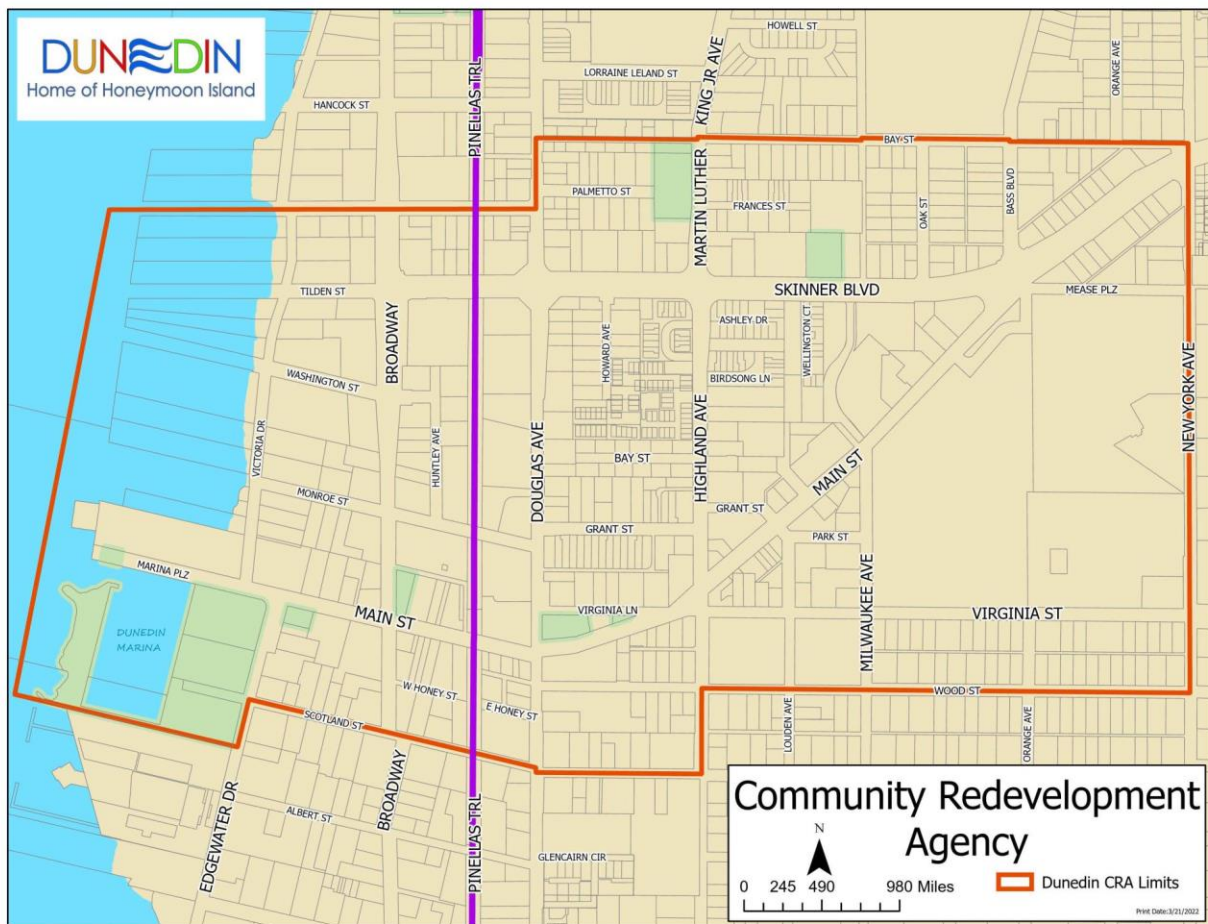 DUNEDIN
Home of Honeymoon Island
HOWELL ST
LORRAINE LELAND ST
KING JR AVE
ORANGE AVE
HANCOCK ST
PINELLAS TRL
BAY ST
MARTIN LUTHER
PALMETTO ST
FRANCES ST
OAK ST
BASS BLVD
TILDEN ST
SKINNER BLVD
MEASE PLZ
BROADWAY
HOWARD AVE
ASHLEY DR
WELLINGTON CT
WASHINGTON ST
BIRDSONG LN
NEW YORK AVE
VICTORIA DR
HUNTLEY AVE
DOUGLAS AVE
BAY ST
HIGHLAND AVE
MAIN ST
MONROE ST
GRANT ST
GRANT ST
PARK ST
MARINA PLZ
MAIN ST
VIRGINIA LN
MILWAUKEE AVE
VIRGINIA ST
DUNEDIN
MARINA
W HONEY ST
E HONEY ST
WOOD ST
SCOTLAND ST
LOUDEN AVE
ORANGE AVE
EDGEWATER DR
BROADWAY
ALBERT ST
PINELLAS TRL
GLENCAIRN CIR
Community Redevelopment
Agency
N
0 245 490 980 Miles
Dunedin CRA Limits
Print Date:3/21/2022